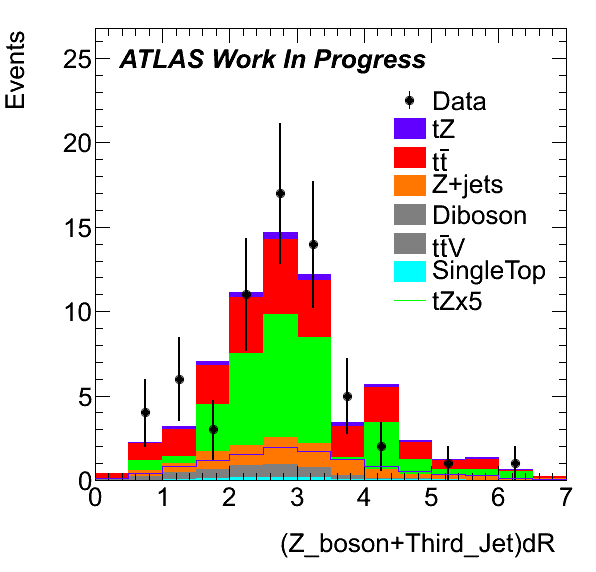 Events
ATLAS Work In Progress
Data
tZ
tt̄
Z+jets
Diboson
tt̄V
SingleTop
tZx5
25
20
15
10
5
0
0 1 2 3 4 5 6 7
(Z_boson+Third_Jet)dR